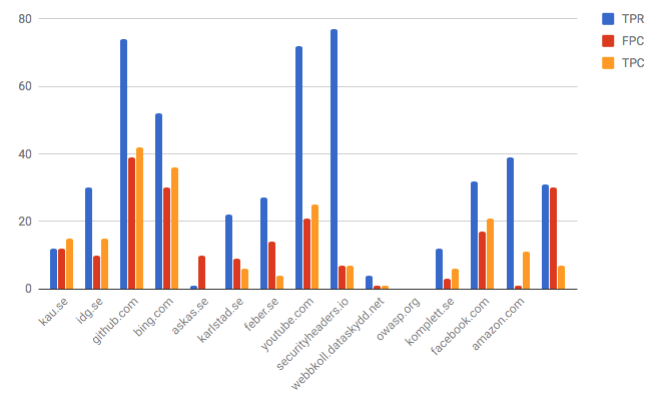 80
60
40
20
0
TPR
FPC
TPC
kau.se
idg.se
github.com
bing.com
askas.se
karlstad.se
feber.se
youtube.com
securityheaders.io
webbkoll.dataskydd.net
owasp.org
komplett.se
facebook.com
amazon.com